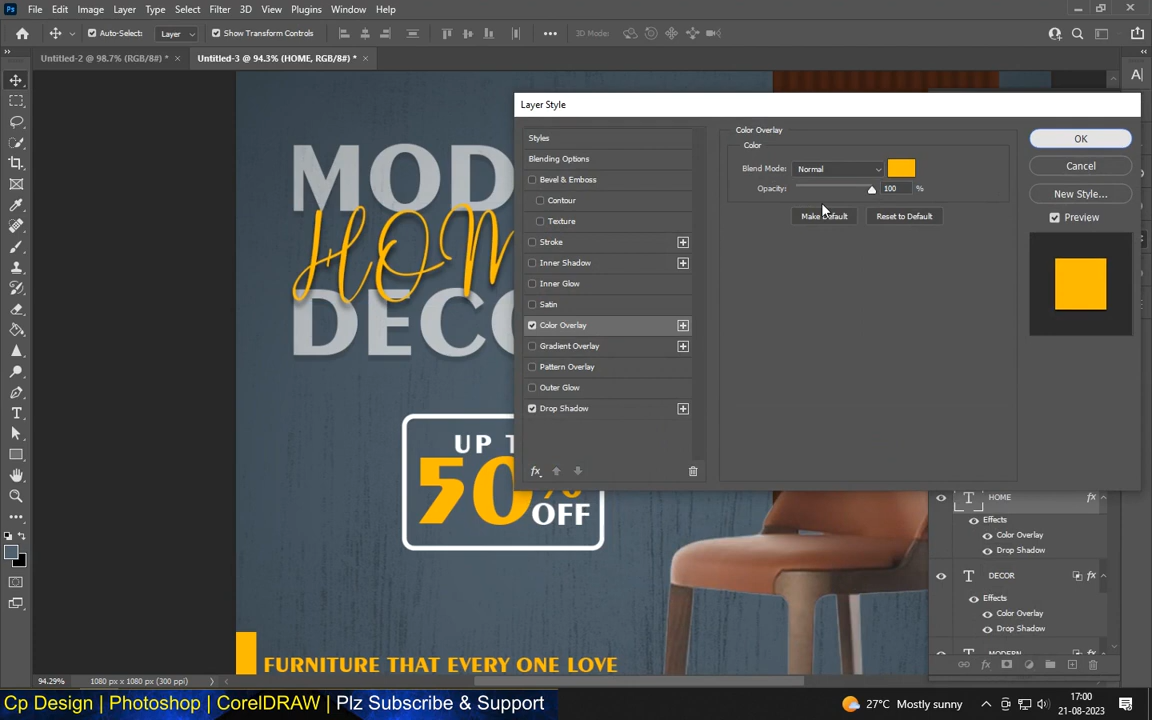 Ps File Edit Image Layer Type Select Filter 3D View Plugins Window Help
Auto-Select: Layer Show Transform Controls 3D Mode:
Untitled-2 @ 98.7% (RGB/8#) * × Untitled-3 @ 94.3% (HOME, RGB/8*) * ×
Layer Style
Styles
Blending Options
Bevel & Emboss
Contour
Texture
Stroke
Inner Shadow
Inner Glow
Satin
Color Overlay
Gradient Overlay
Pattern Overlay
Outer Glow
Drop Shadow
fx
Color Overlay
Color
Blend Mode: Normal
Opacity: 100 %
Make Default Reset to Default
OK
Cancel
New Style...
Preview
MOD
HOM
DECO
UP T
50%
OFF
FURNITURE THAT EVERY ONE LOVE
T HOME fx
Effects
Color Overlay
Drop Shadow
T DECOR fx
Effects
Color Overlay
Drop Shadow
MODERN
94.29% 1080 px x 1080 px (300 ppi)
Cp Design | Photoshop | CorelDRAW | Plz Subscribe & Support
27°C Mostly sunny
17:00
21-08-2023